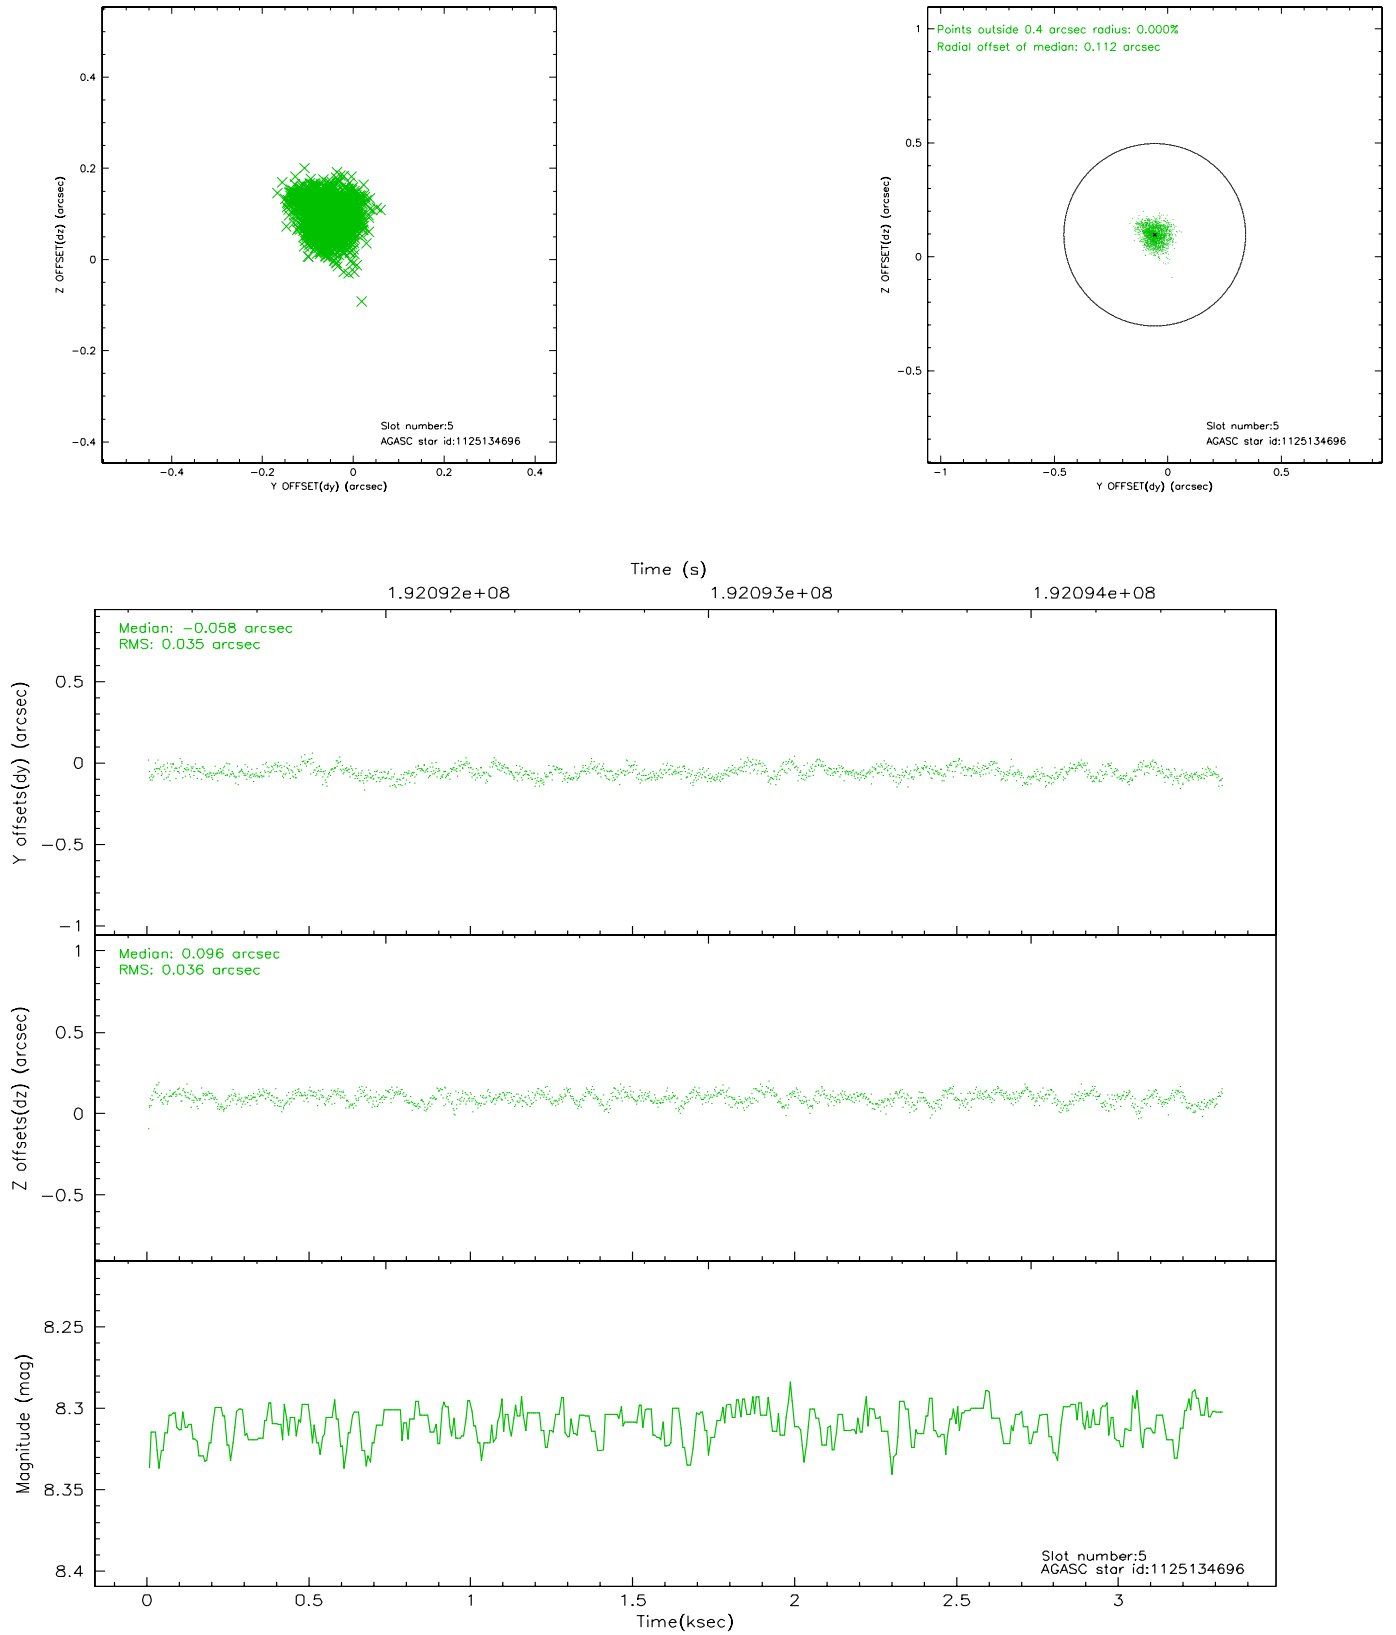 0.4
0.2
0
−0.2
−0.4
Z OFFSET(dz) (arcsec)
Slot number:5
AGASC star id:1125134696
−0.4
−0.2
0
0.2
0.4
Y OFFSET(dy) (arcsec)
Points outside 0.4 arcsec radius: 0.000%
Radial offset of median: 0.112 arcsec
1
0.5
0
−0.5
Z OFFSET(dz) (arcsec)
Slot number:5
AGASC star id:1125134696
−1
−0.5
0
0.5
Y OFFSET(dy) (arcsec)
Time (s)
1.92092e+08
1.92093e+08
1.92094e+08
Median: −0.058 arcsec
RMS: 0.035 arcsec
0.5
0
−0.5
−1
Y offsets(dy) (arcsec)
Median: 0.096 arcsec
RMS: 0.036 arcsec
1
0.5
0
−0.5
Z offsets(dz) (arcsec)
8.25
8.3
8.35
8.4
Magnitude (mag)
Slot number:5
AGASC star id:1125134696
0
0.5
1
1.5
2
2.5
3
Time(ksec)